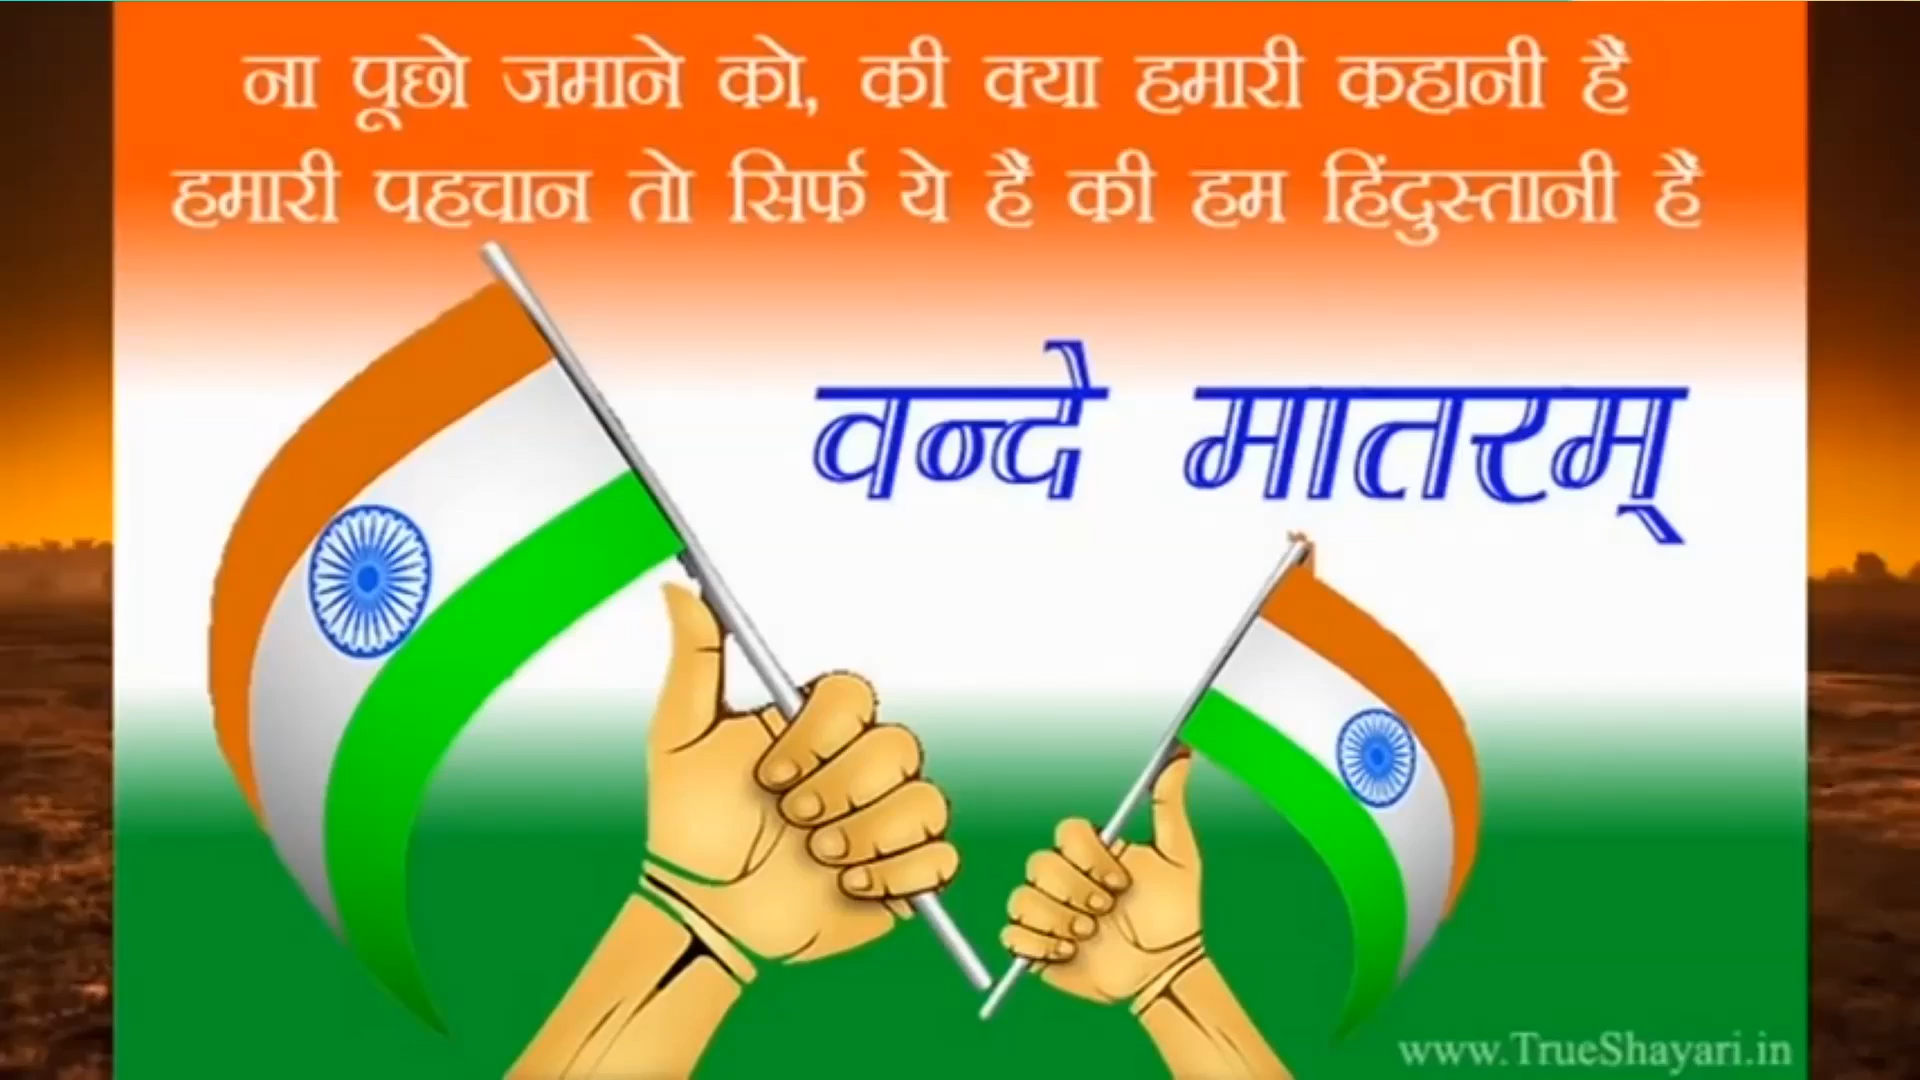 ना पूछो जमाने को, की क्या हमारी कहानी हैं
हमारी पहचान तो सिर्फ ये हैं की हम हिंदुस्तानी हैं
वन्दे मातरम्
www.TrueShayari.in